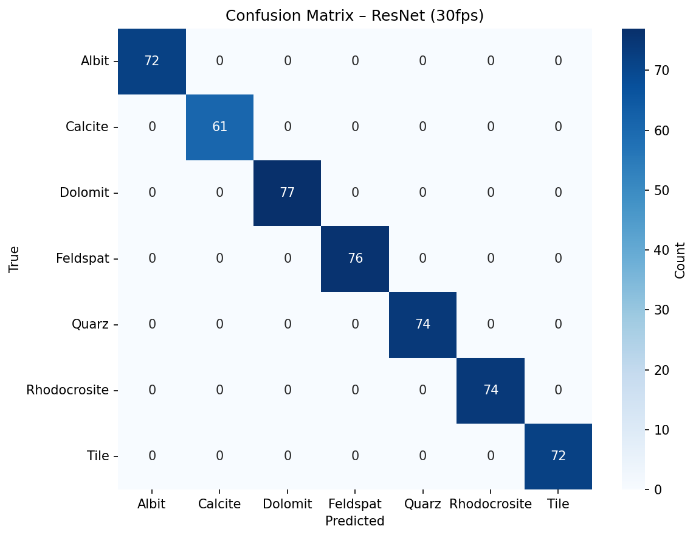 Confusion Matrix – ResNet (30fps)
Albit 72 0 0 0 0 0 0
Calcite 0 61 0 0 0 0 0
Dolomit 0 0 77 0 0 0 0
Feldspat 0 0 0 76 0 0 0
Quarz 0 0 0 0 74 0 0
Rhodocrosite 0 0 0 0 0 74 0
Tile 0 0 0 0 0 0 72
Albit Calcite Dolomit Feldspat Quarz Rhodocrosite Tile
Predicted
True
70
60
50
40
30
20
10
0
Count